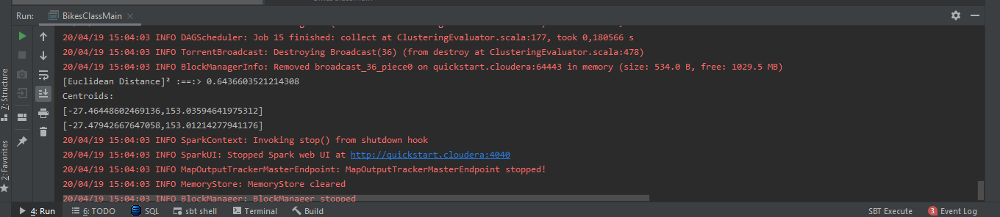 Run: BikesClassMain
20/04/19 15:04:03 INFO DAGScheduler: Job 15 finished: collect at ClusteringEvaluator.scala:177, took 0,180566 s
20/04/19 15:04:03 INFO TorrentBroadcast: Destroying Broadcast(36) (from destroy at ClusteringEvaluator.scala:478)
20/04/19 15:04:03 INFO BlockManagerInfo: Removed broadcast_36_piece0 on quickstart.cloudera:64443 in memory (size: 534.0 B, free: 1029.5 MB)
[Euclidean Distance]² :==:> 0.6436603521214308
Centroids:
[-27.46448602469136,153.03594641975312]
[-27.47942667647058,153.01214277941176]
20/04/19 15:04:03 INFO SparkContext: Invoking stop() from shutdown hook
20/04/19 15:04:03 INFO SparkUI: Stopped Spark web UI at http://quickstart.cloudera:4040
20/04/19 15:04:03 INFO MapOutputTrackerMasterEndpoint: MapOutputTrackerMasterEndpoint stopped!
20/04/19 15:04:03 INFO MemoryStore: MemoryStore cleared
20/04/19 15:04:03 INFO BlockManager: BlockManager stopped
7: Structure
2: Favorites
4: Run 6: TODO SQL sbt shell Terminal Build SBT Execute 3 Event Log